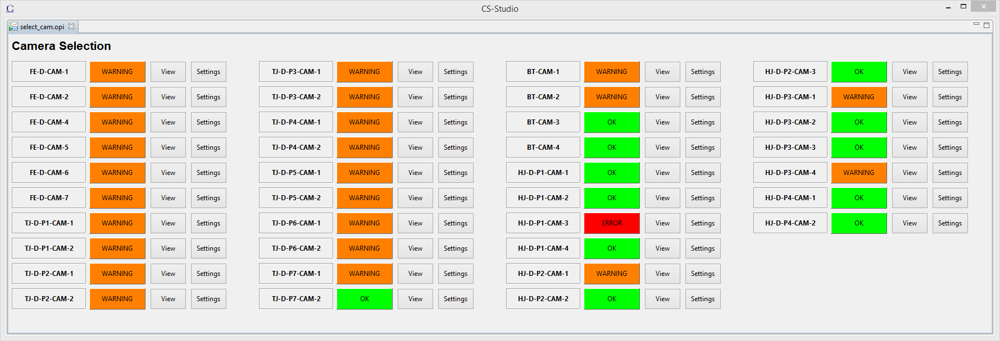 CS-Studio
select_cam.opi
Camera Selection
FE-D-CAM-1 WARNING View Settings TJ-D-P3-CAM-1 WARNING View Settings BT-CAM-1 WARNING View Settings HJ-D-P2-CAM-3 OK View Settings
FE-D-CAM-2 WARNING View Settings TJ-D-P3-CAM-2 WARNING View Settings BT-CAM-2 WARNING View Settings HJ-D-P3-CAM-1 WARNING View Settings
FE-D-CAM-4 WARNING View Settings TJ-D-P4-CAM-1 WARNING View Settings BT-CAM-3 OK View Settings HJ-D-P3-CAM-2 OK View Settings
FE-D-CAM-5 WARNING View Settings TJ-D-P4-CAM-2 WARNING View Settings BT-CAM-4 OK View Settings HJ-D-P3-CAM-3 OK View Settings
FE-D-CAM-6 WARNING View Settings TJ-D-P5-CAM-1 WARNING View Settings HJ-D-P1-CAM-1 OK View Settings HJ-D-P3-CAM-4 WARNING View Settings
FE-D-CAM-7 WARNING View Settings TJ-D-P5-CAM-2 WARNING View Settings HJ-D-P1-CAM-2 OK View Settings HJ-D-P4-CAM-1 OK View Settings
TJ-D-P1-CAM-1 WARNING View Settings TJ-D-P6-CAM-1 WARNING View Settings HJ-D-P1-CAM-3 ERROR View Settings HJ-D-P4-CAM-2 OK View Settings
TJ-D-P1-CAM-2 WARNING View Settings TJ-D-P6-CAM-2 WARNING View Settings HJ-D-P1-CAM-4 OK View Settings
TJ-D-P2-CAM-1 WARNING View Settings TJ-D-P7-CAM-1 WARNING View Settings HJ-D-P2-CAM-1 WARNING View Settings
TJ-D-P2-CAM-2 WARNING View Settings TJ-D-P7-CAM-2 OK View Settings HJ-D-P2-CAM-2 OK View Settings